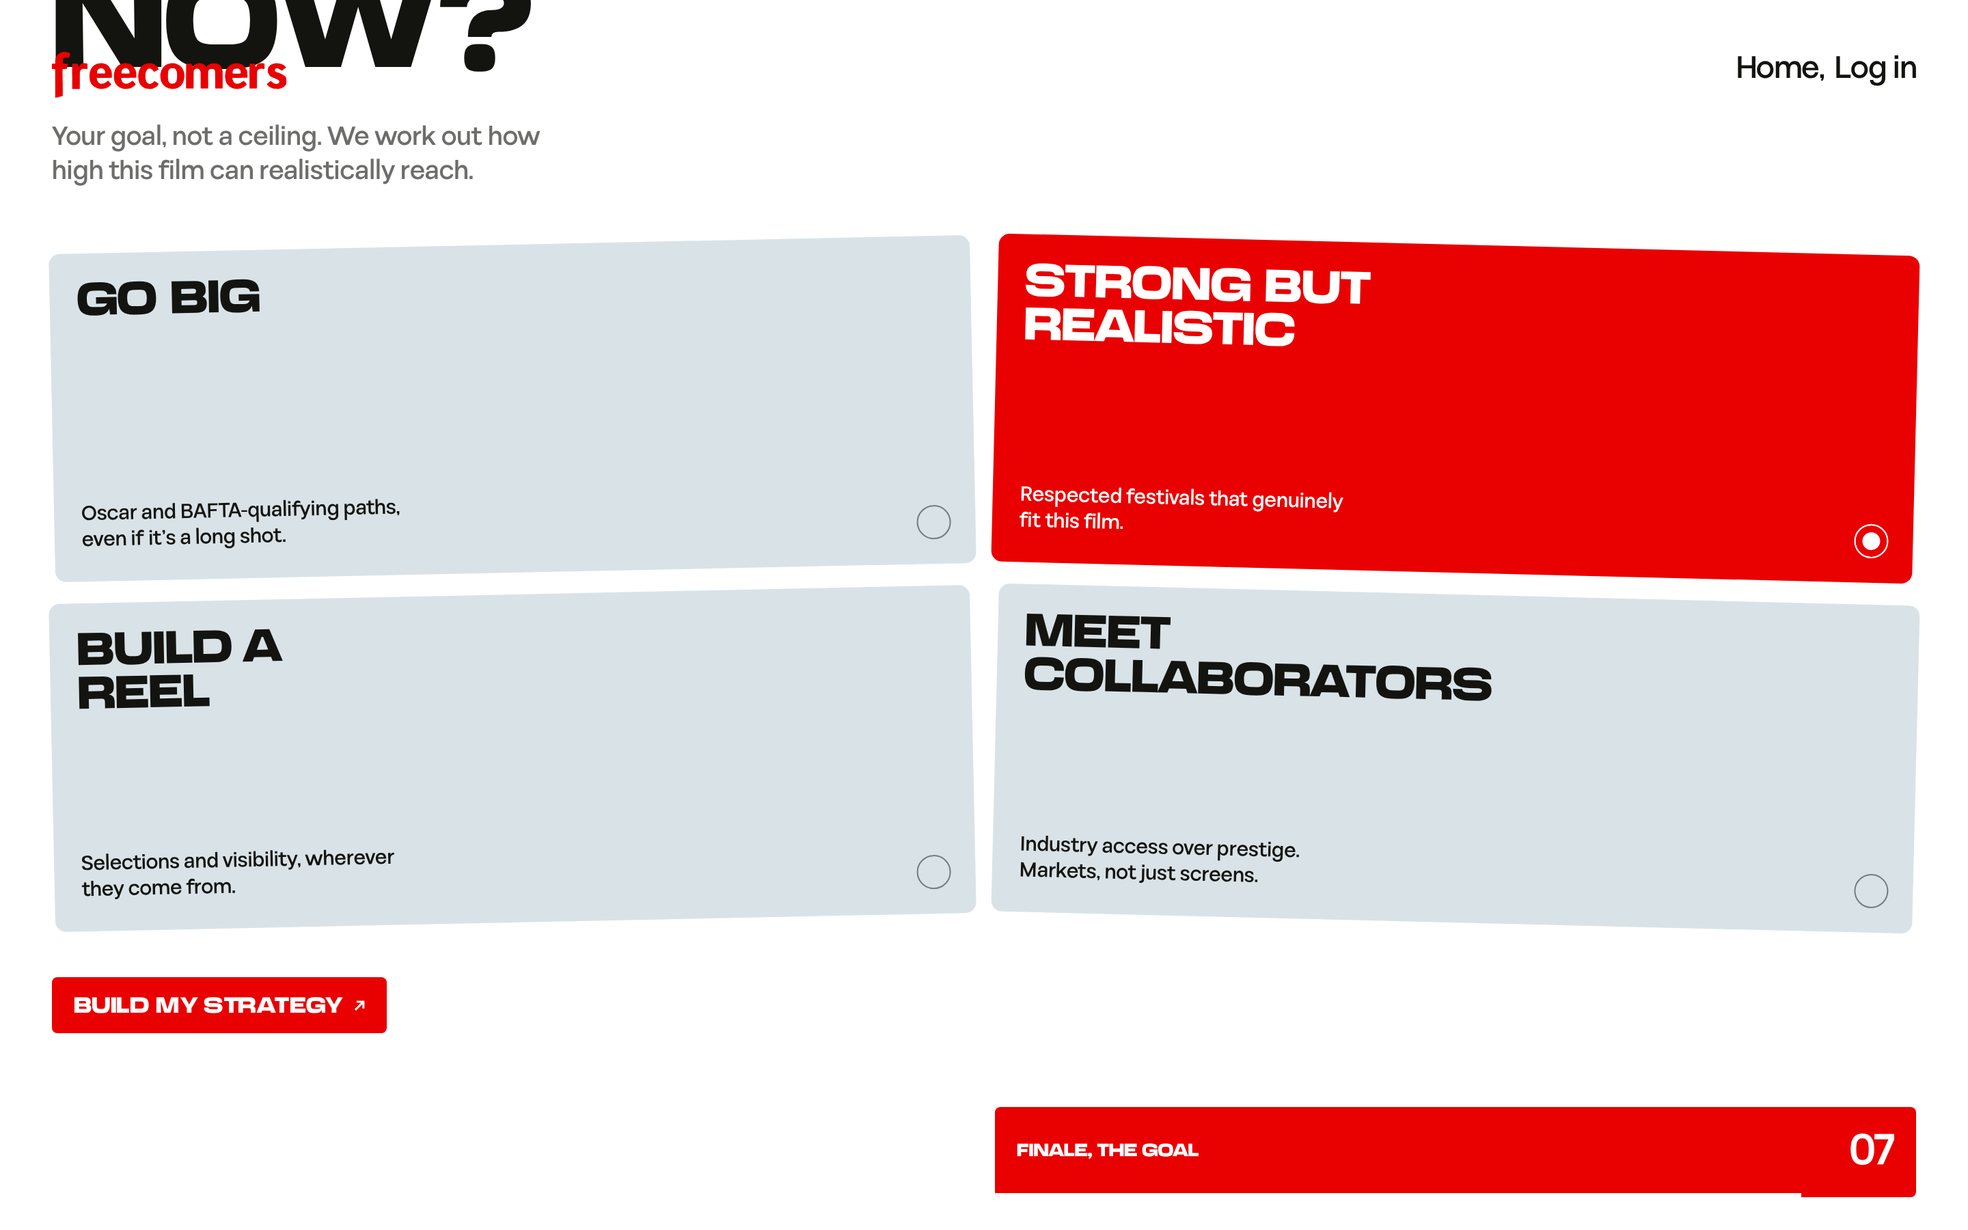 NOW?
freecomers
Home, Log in
Your goal, not a ceiling. We work out how
high this film can realistically reach.
GO BIG
Oscar and BAFTA-qualifying paths,
even if it's a long shot.
STRONG BUT
REALISTIC
Respected festivals that genuinely
fit this film.
BUILD A
REEL
Selections and visibility, wherever
they come from.
MEET
COLLABORATORS
Industry access over prestige.
Markets, not just screens.
BUILD MY STRATEGY ↗
FINALE, THE GOAL
07